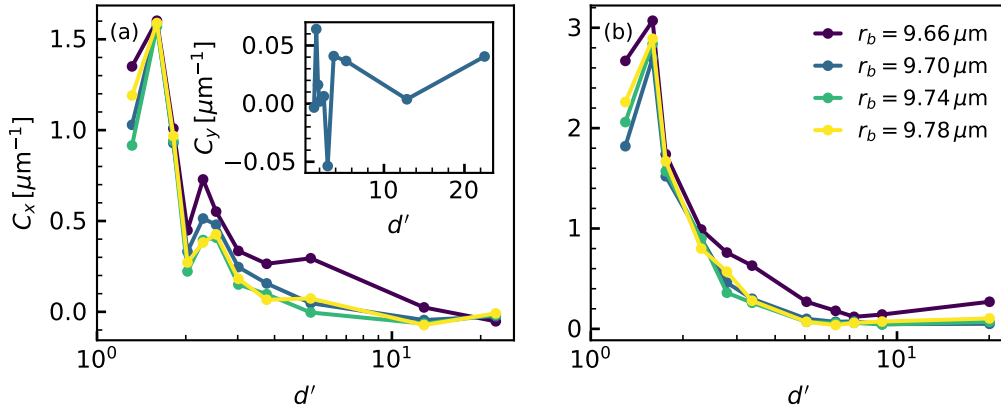 (a)
C_x [μm⁻¹]
1.5
1.0
0.5
0.0
10⁰
10¹
d′
C_y [μm⁻¹]
0.05
0.00
−0.05
10
20
d′
(b)
3
2
1
0
10⁰
10¹
d′
r_b = 9.66 μm
r_b = 9.70 μm
r_b = 9.74 μm
r_b = 9.78 μm